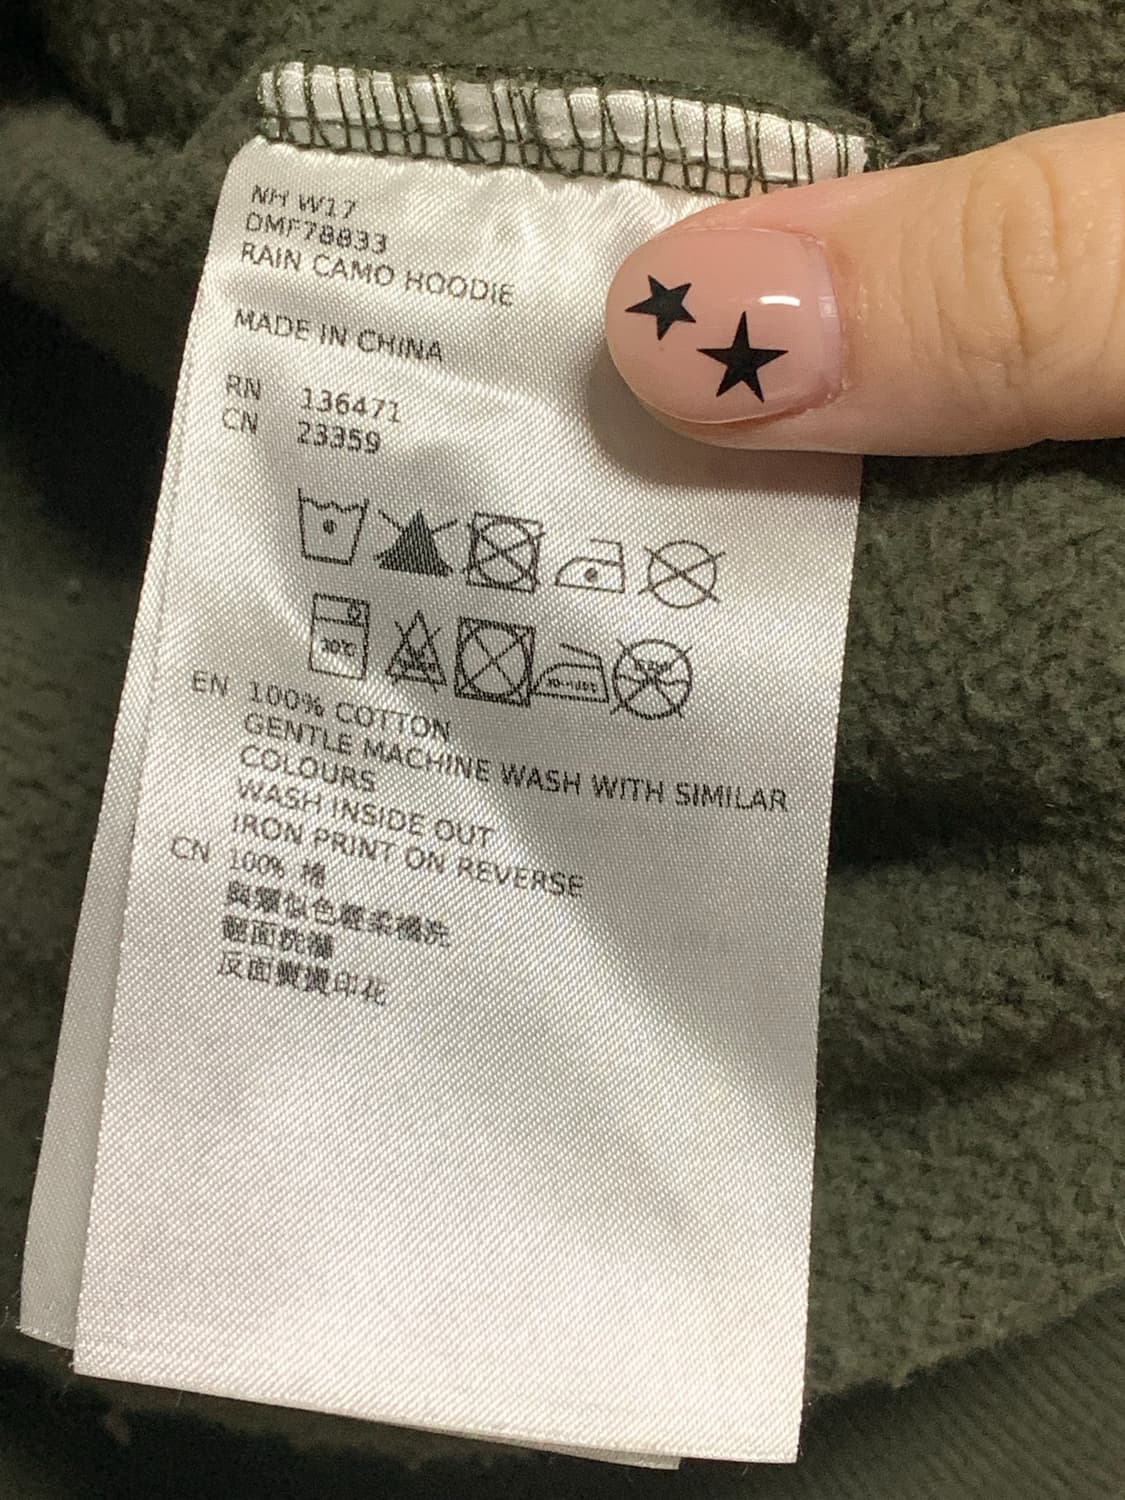 NH W17
DMF78833
RAIN CAMO HOODIE
MADE IN CHINA
RN 136471
CN 23359
30℃
EN 100% COTTON
GENTLE MACHINE WASH WITH SIMILAR
COLOURS
WASH INSIDE OUT
IRON PRINT ON REVERSE
CN 100% 棉
與類似色輕柔機洗
翻面洗滌
反面熨燙印花